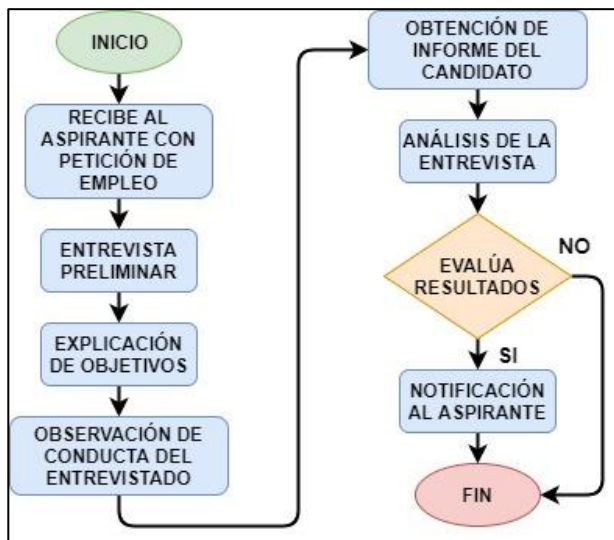 INICIO
RECIBE AL
ASPIRANTE CON
PETICIÓN DE
EMPLEO
ENTREVISTA
PRELIMINAR
EXPLICACIÓN
DE OBJETIVOS
OBSERVACIÓN DE
CONDUCTA DEL
ENTREVISTADO
OBTENCIÓN DE
INFORME DEL
CANDIDATO
ANÁLISIS DE LA
ENTREVISTA
EVALÚA
RESULTADOS
NO
SI
NOTIFICACIÓN
AL ASPIRANTE
FIN